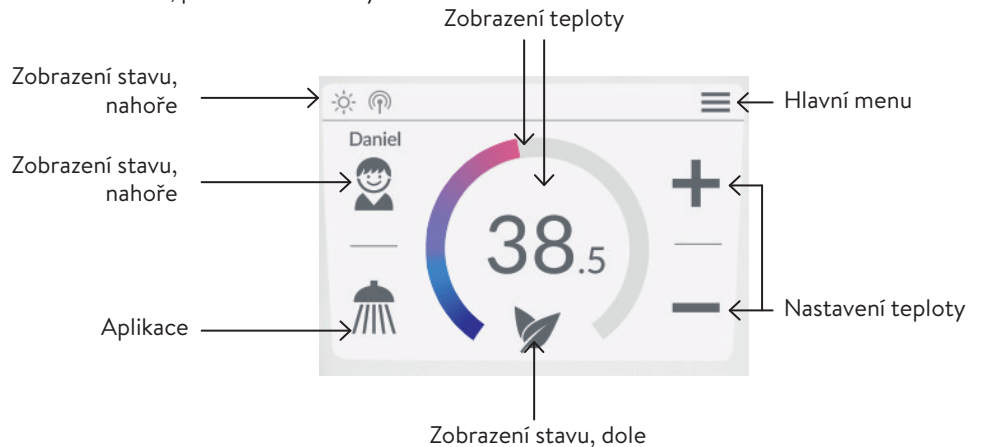 Zobrazení teploty
Zobrazení stavu,
nahoře
Hlavní menu
Daniel
Zobrazení stavu,
nahoře
38.5
Aplikace
Nastavení teploty
Zobrazení stavu, dole